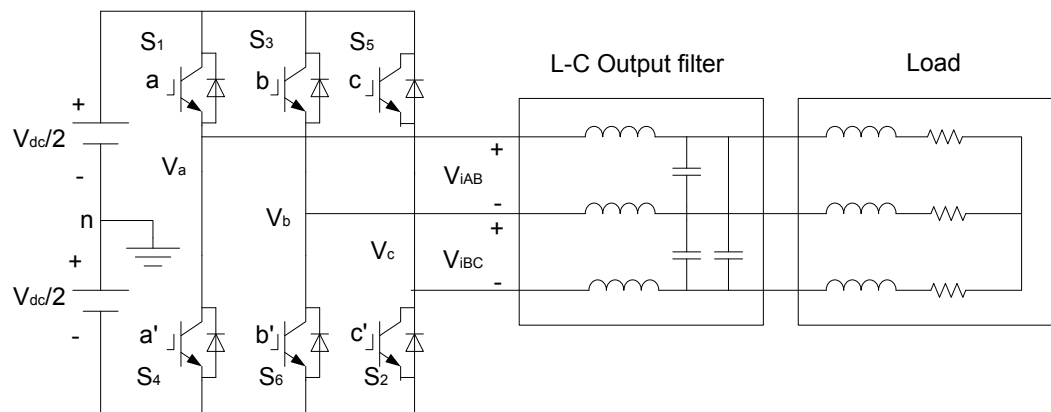 S1 S3 S5
L-C Output filter Load
a b c
+
Vdc/2
-
Va
+
ViAB
-
n
Vb
+
Vc
ViBC
-
+
Vdc/2
-
a' b' c'
S4 S6 S2